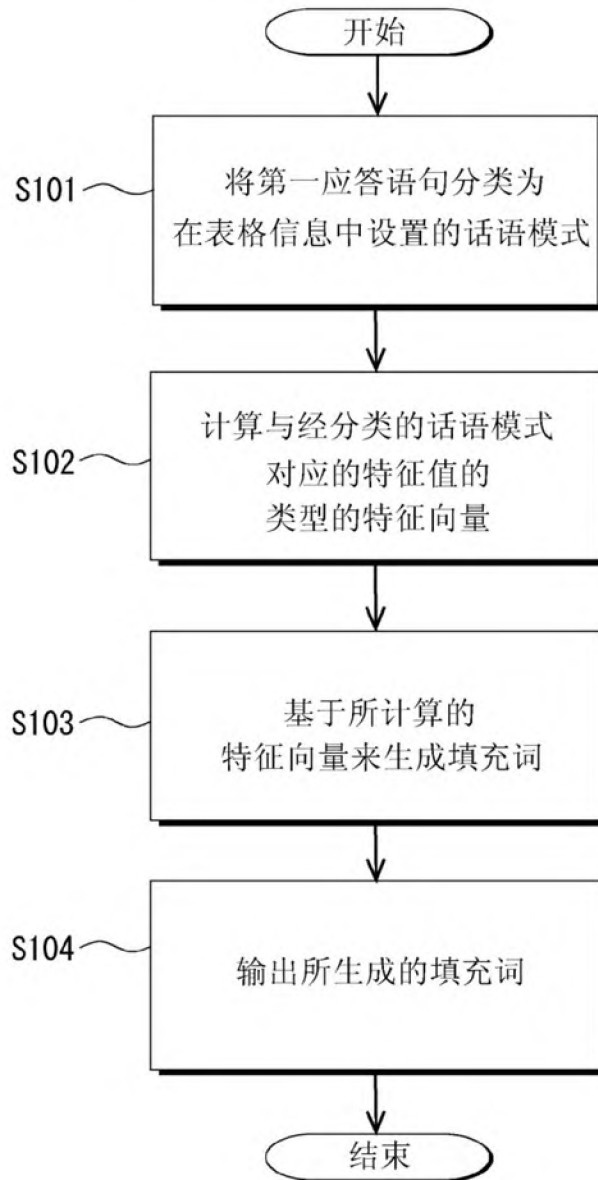 开始
S101
将第一应答语句分类为
在表格信息中设置的话语模式
S102
计算与经分类的话语模式
对应的特征值的
类型的特征向量
S103
基于所计算的
特征向量来生成填充词
S104
输出所生成的填充词
结束